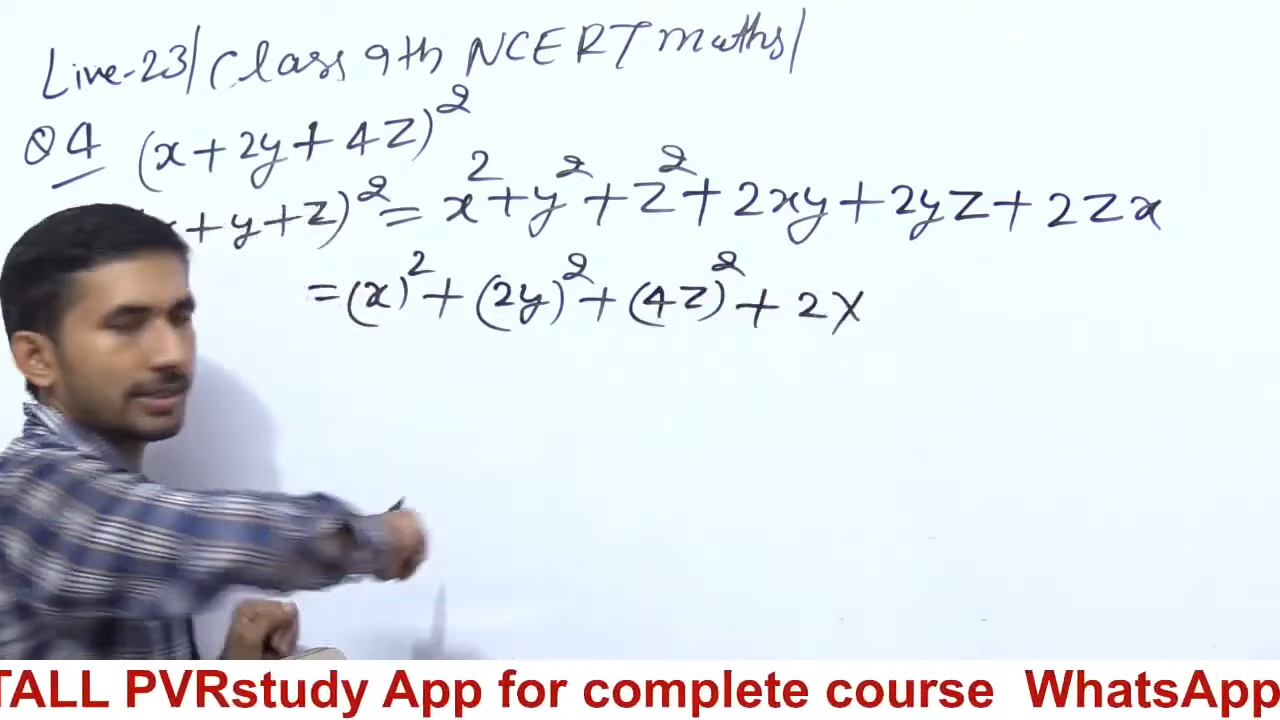 Live-23/Class 9th NCERT maths/
Q4 (x+2y+4z)²
x+y+z)² = x²+y²+z²+2xy+2yz+2zx
=(x)²+(2y)²+(4z)²+2x
TALL PVRstudy App for complete course WhatsApp